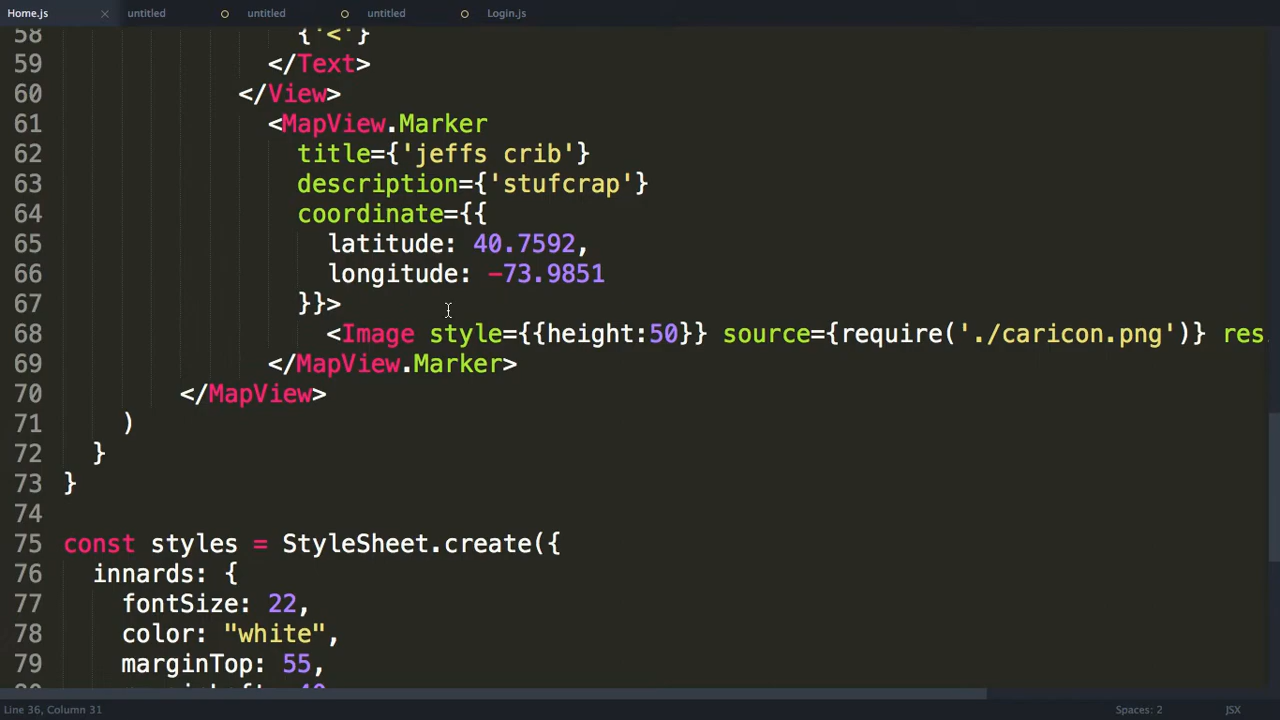 Home.js untitled untitled untitled Login.js
58 {'<'}
59 </Text>
60 </View>
61 <MapView.Marker
62 title={'jeffs crib'}
63 description={'stufcrap'}
64 coordinate={{
65 latitude: 40.7592,
66 longitude: -73.9851
67 }}>
68 <Image style={{height:50}} source={require('./caricon.png')} res
69 </MapView.Marker>
70 </MapView>
71 )
72 }
73 }
74
75 const styles = StyleSheet.create({
76 innards: {
77 fontSize: 22,
78 color: "white",
79 marginTop: 55,
Line 36, Column 31 Spaces: 2 JSX